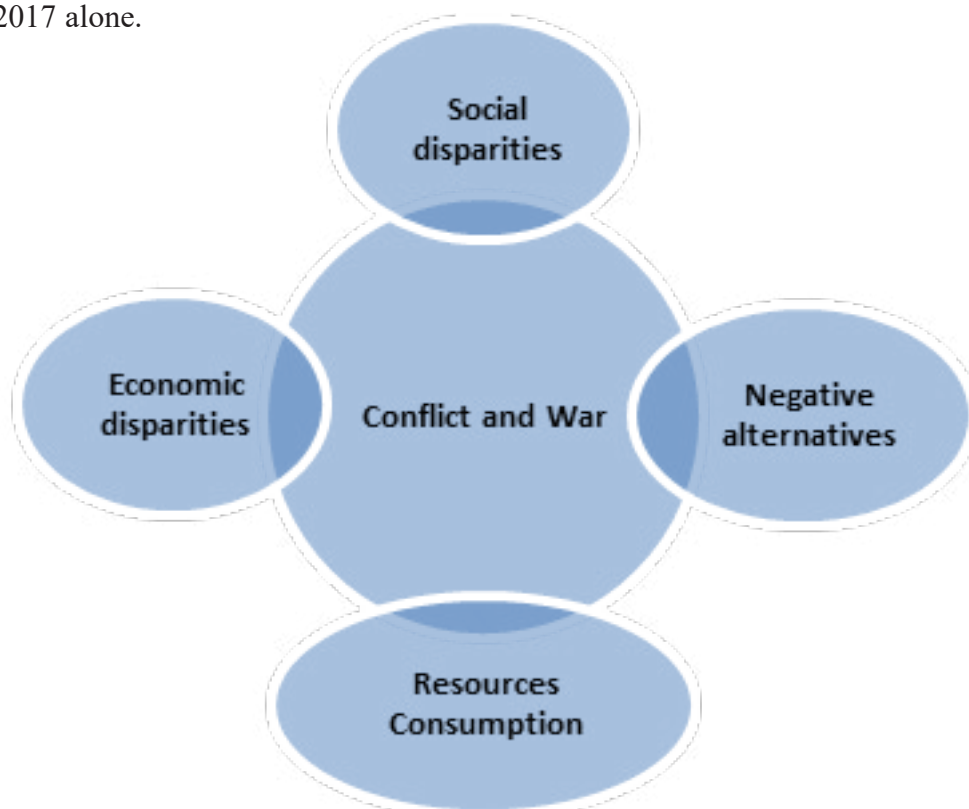 2017 alone.
Social
disparities
Economic
disparities
Conflict and War
Negative
alternatives
Resources
Consumption